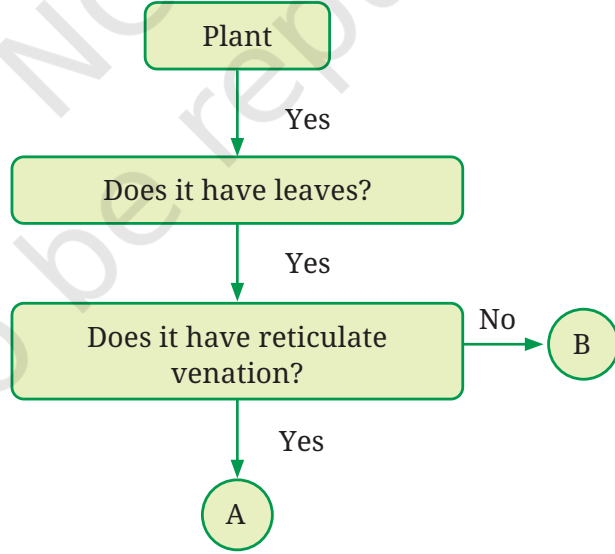 Plant
Yes
Does it have leaves?
Yes
Does it have reticulate
venation?
No
B
Yes
A